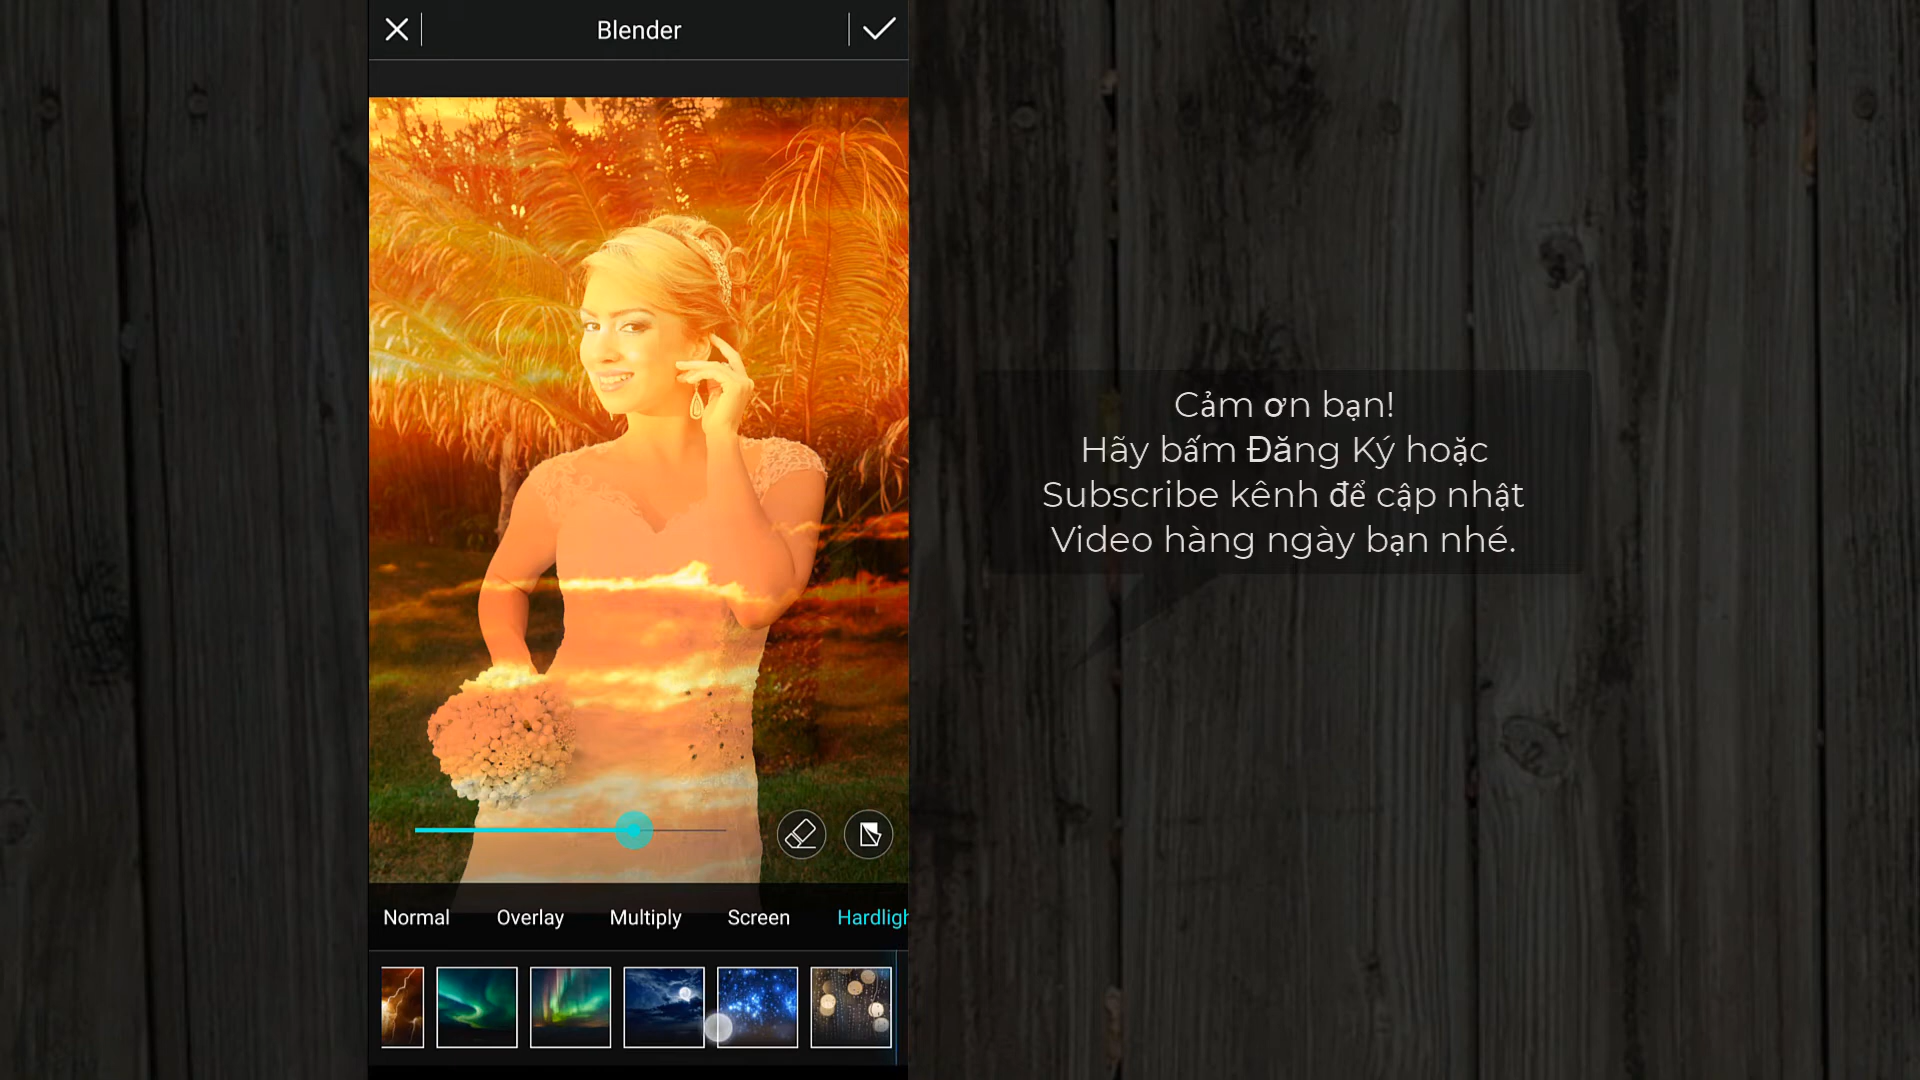 Blender
Cảm ơn bạn!
Hãy bấm Đăng Ký hoặc
Subscribe kênh để cập nhật
Video hàng ngày bạn nhé.
Normal Overlay Multiply Screen Hardligh